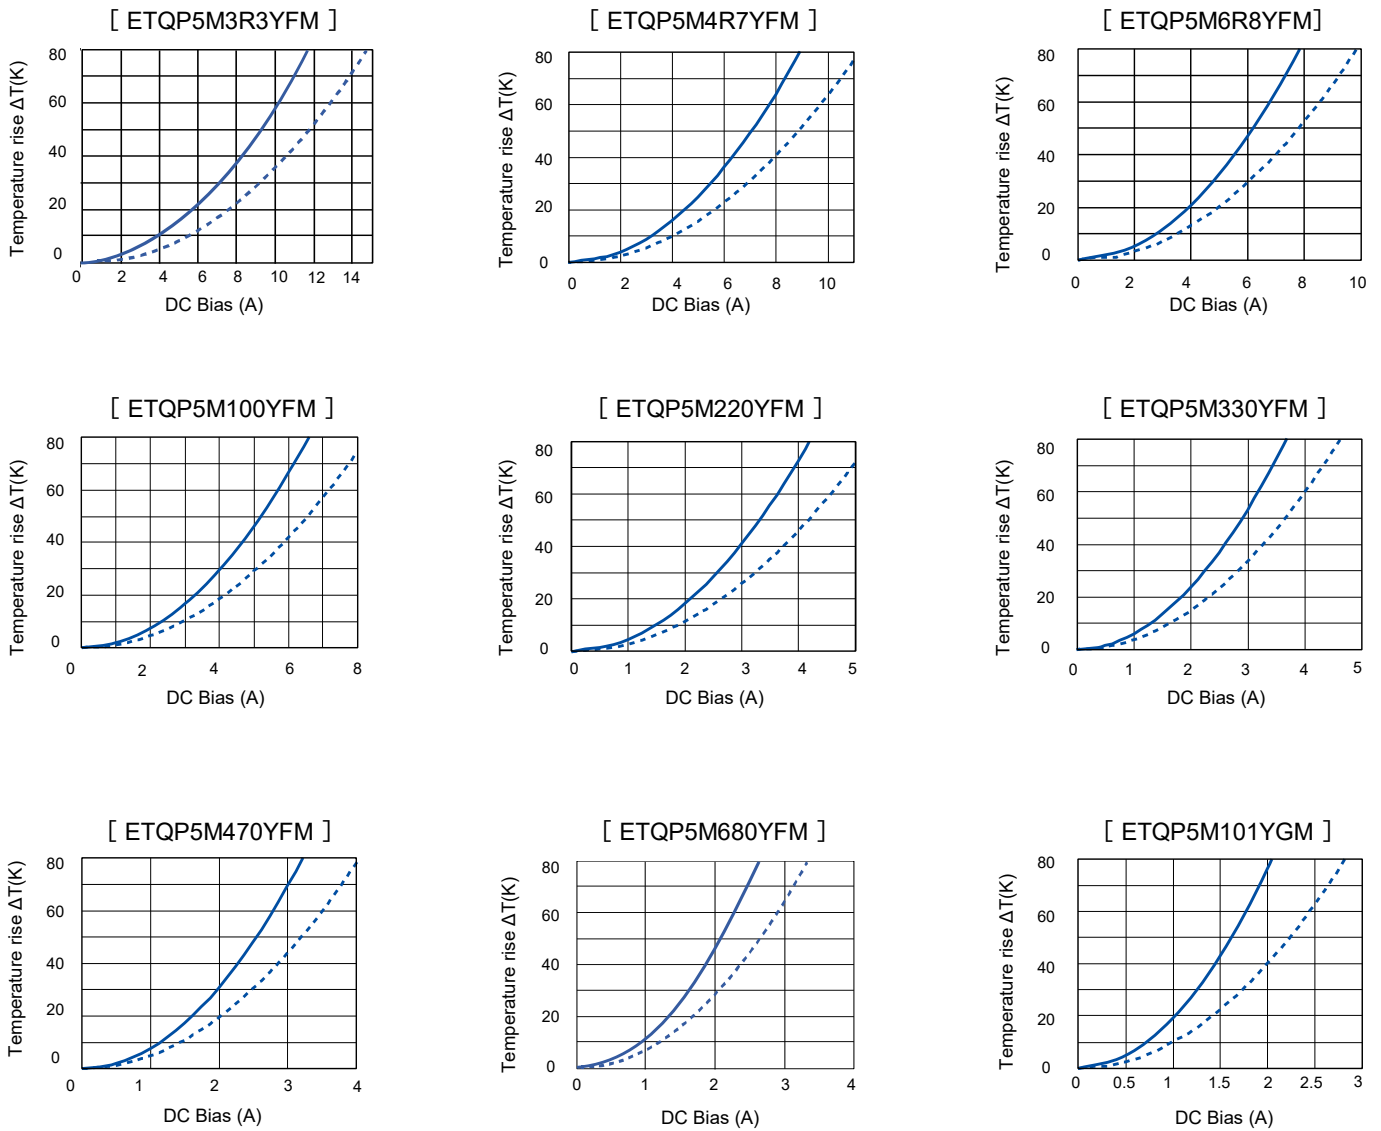 [ ETQP5M3R3YFM ]
Temperature rise ΔT(K)
80
60
40
20
0
0 2 4 6 8 10 12 14
DC Bias (A)
[ ETQP5M4R7YFM ]
Temperature rise ΔT(K)
80
60
40
20
0
0 2 4 6 8 10
DC Bias (A)
[ ETQP5M6R8YFM]
Temperature rise ΔT(K)
80
60
40
20
0
0 2 4 6 8 10
DC Bias (A)
[ ETQP5M100YFM ]
Temperature rise ΔT(K)
80
60
40
20
0
0 2 4 6 8
DC Bias (A)
[ ETQP5M220YFM ]
Temperature rise ΔT(K)
80
60
40
20
0
0 1 2 3 4 5
DC Bias (A)
[ ETQP5M330YFM ]
Temperature rise ΔT(K)
80
60
40
20
0
0 1 2 3 4 5
DC Bias (A)
[ ETQP5M470YFM ]
Temperature rise ΔT(K)
80
60
40
20
0
0 1 2 3 4
DC Bias (A)
[ ETQP5M680YFM ]
Temperature rise ΔT(K)
80
60
40
20
0
0 1 2 3 4
DC Bias (A)
[ ETQP5M101YGM ]
Temperature rise ΔT(K)
80
60
40
20
0
0 0.5 1 1.5 2 2.5 3
DC Bias (A)